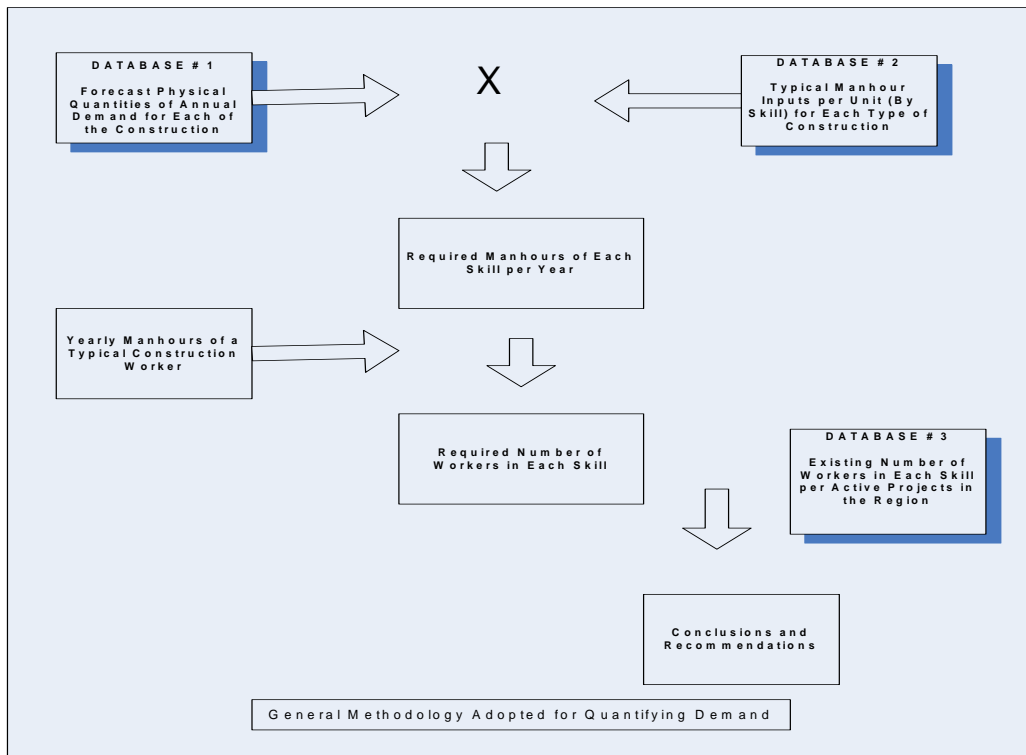 DATABASE # 1
Forecast Physical
Quantities of Annual
Demand for Each of
the Construction
X
DATABASE # 2
Typical Manhour
Inputs per Unit (By
Skill) for Each Type of
Construction
Required Manhours of Each
Skill per Year
Yearly Manhours of a
Typical Construction
Worker
Required Number of
Workers in Each Skill
DATABASE # 3
Existing Number of
Workers in Each Skill
per Active Projects in
the Region
Conclusions and
Recommendations
General Methodology Adopted for Quantifying Demand